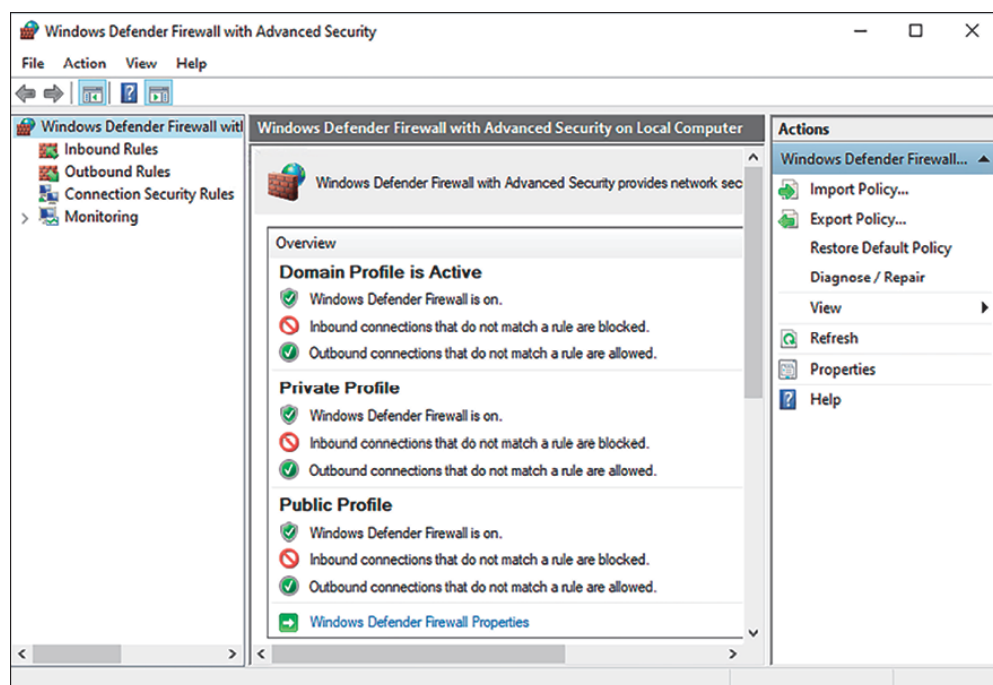 Windows Defender Firewall with Advanced Security
File Action View Help
Windows Defender Firewall with
Inbound Rules
Outbound Rules
Connection Security Rules
Monitoring
Windows Defender Firewall with Advanced Security on Local Computer
Windows Defender Firewall with Advanced Security provides network sec
Overview
Domain Profile is Active
Windows Defender Firewall is on.
Inbound connections that do not match a rule are blocked.
Outbound connections that do not match a rule are allowed.
Private Profile
Windows Defender Firewall is on.
Inbound connections that do not match a rule are blocked.
Outbound connections that do not match a rule are allowed.
Public Profile
Windows Defender Firewall is on.
Inbound connections that do not match a rule are blocked.
Outbound connections that do not match a rule are allowed.
Windows Defender Firewall Properties
Actions
Windows Defender Firewall...
Import Policy...
Export Policy...
Restore Default Policy
Diagnose / Repair
View
Refresh
Properties
Help